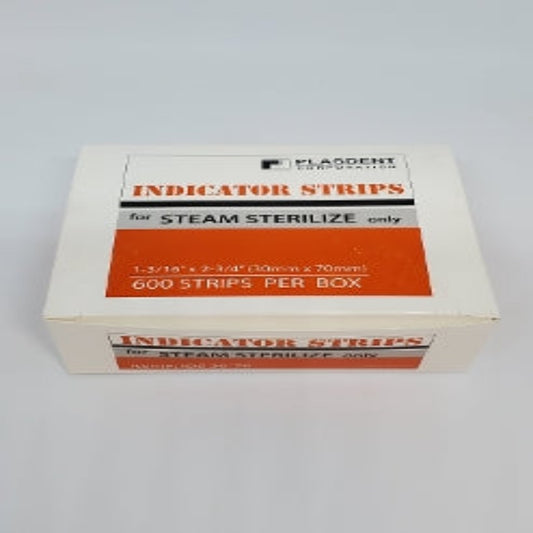 PLASDENT
CORPORATION
INDICATOR STRIPS
for STEAM STERILIZE only
1-3/16" x 2-3/4" (30mm x 70mm)
600 STRIPS PER BOX
INDICATOR STRIPS
for STEAM STERILIZE only